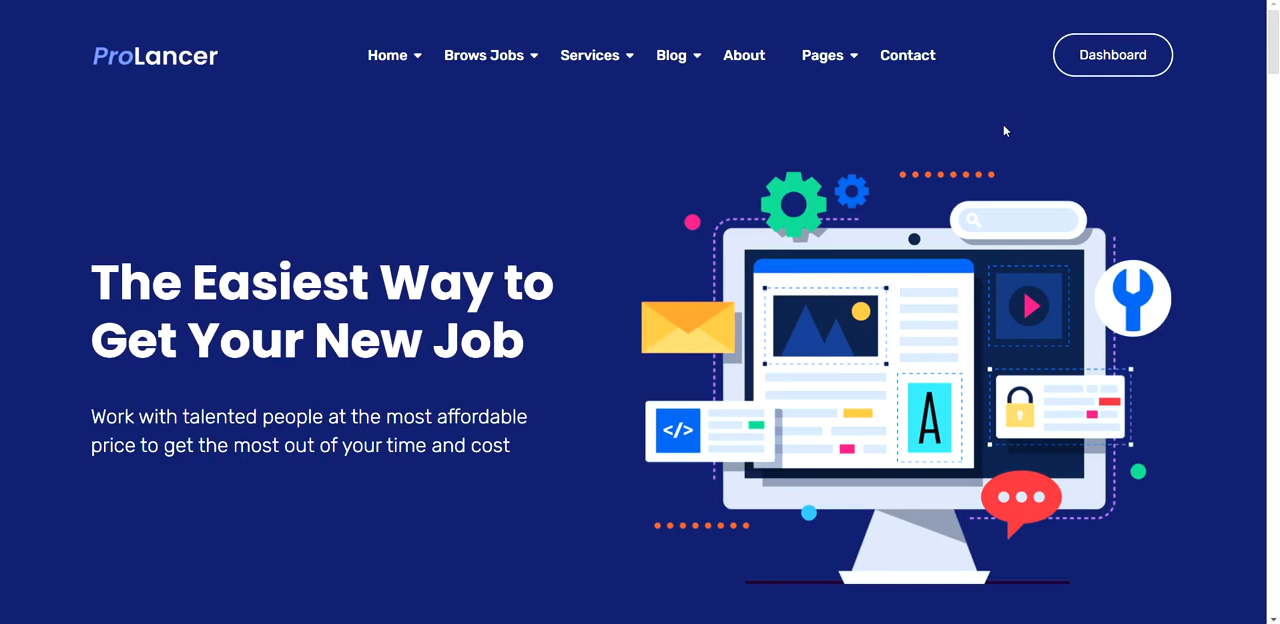 ProLancer
Home
Brows Jobs
Services
Blog
About
Pages
Contact
Dashboard
The Easiest Way to
Get Your New Job
Work with talented people at the most affordable
price to get the most out of your time and cost
</>
A